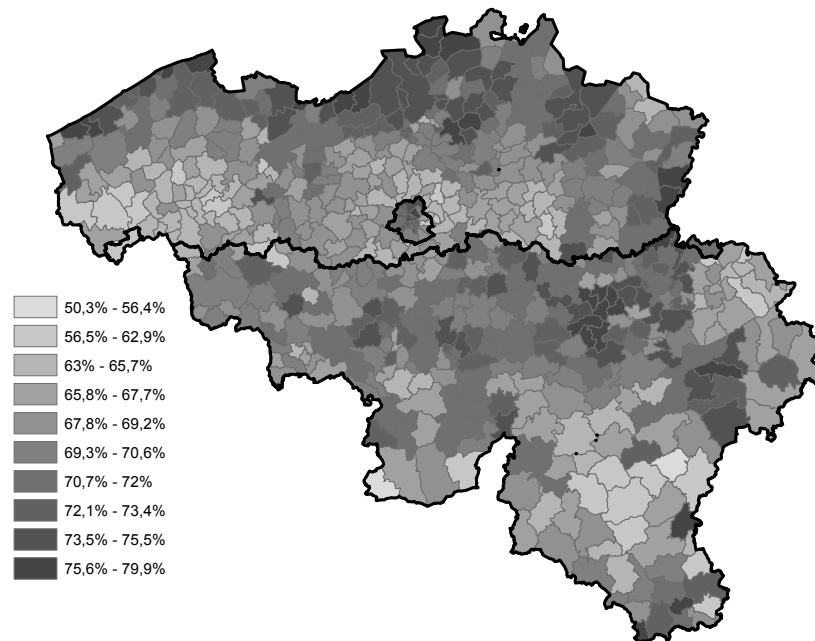 50,3% - 56,4%
56,5% - 62,9%
63% - 65,7%
65,8% - 67,7%
67,8% - 69,2%
69,3% - 70,6%
70,7% - 72%
72,1% - 73,4%
73,5% - 75,5%
75,6% - 79,9%